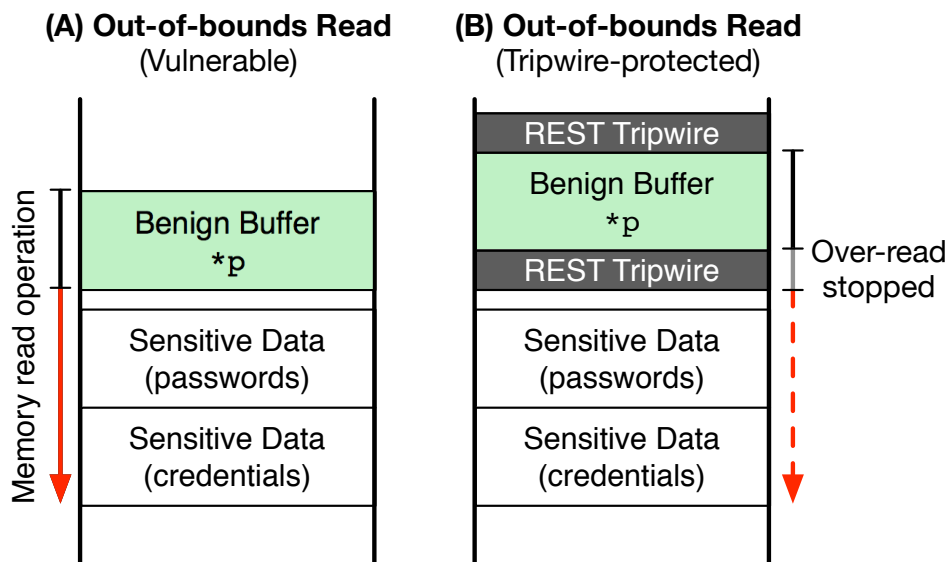 (A) Out-of-bounds Read
(Vulnerable)
Memory read operation
Benign Buffer
*p
Sensitive Data
(passwords)
Sensitive Data
(credentials)
(B) Out-of-bounds Read
(Tripwire-protected)
REST Tripwire
Benign Buffer
*p
REST Tripwire
Over-read
stopped
Sensitive Data
(passwords)
Sensitive Data
(credentials)